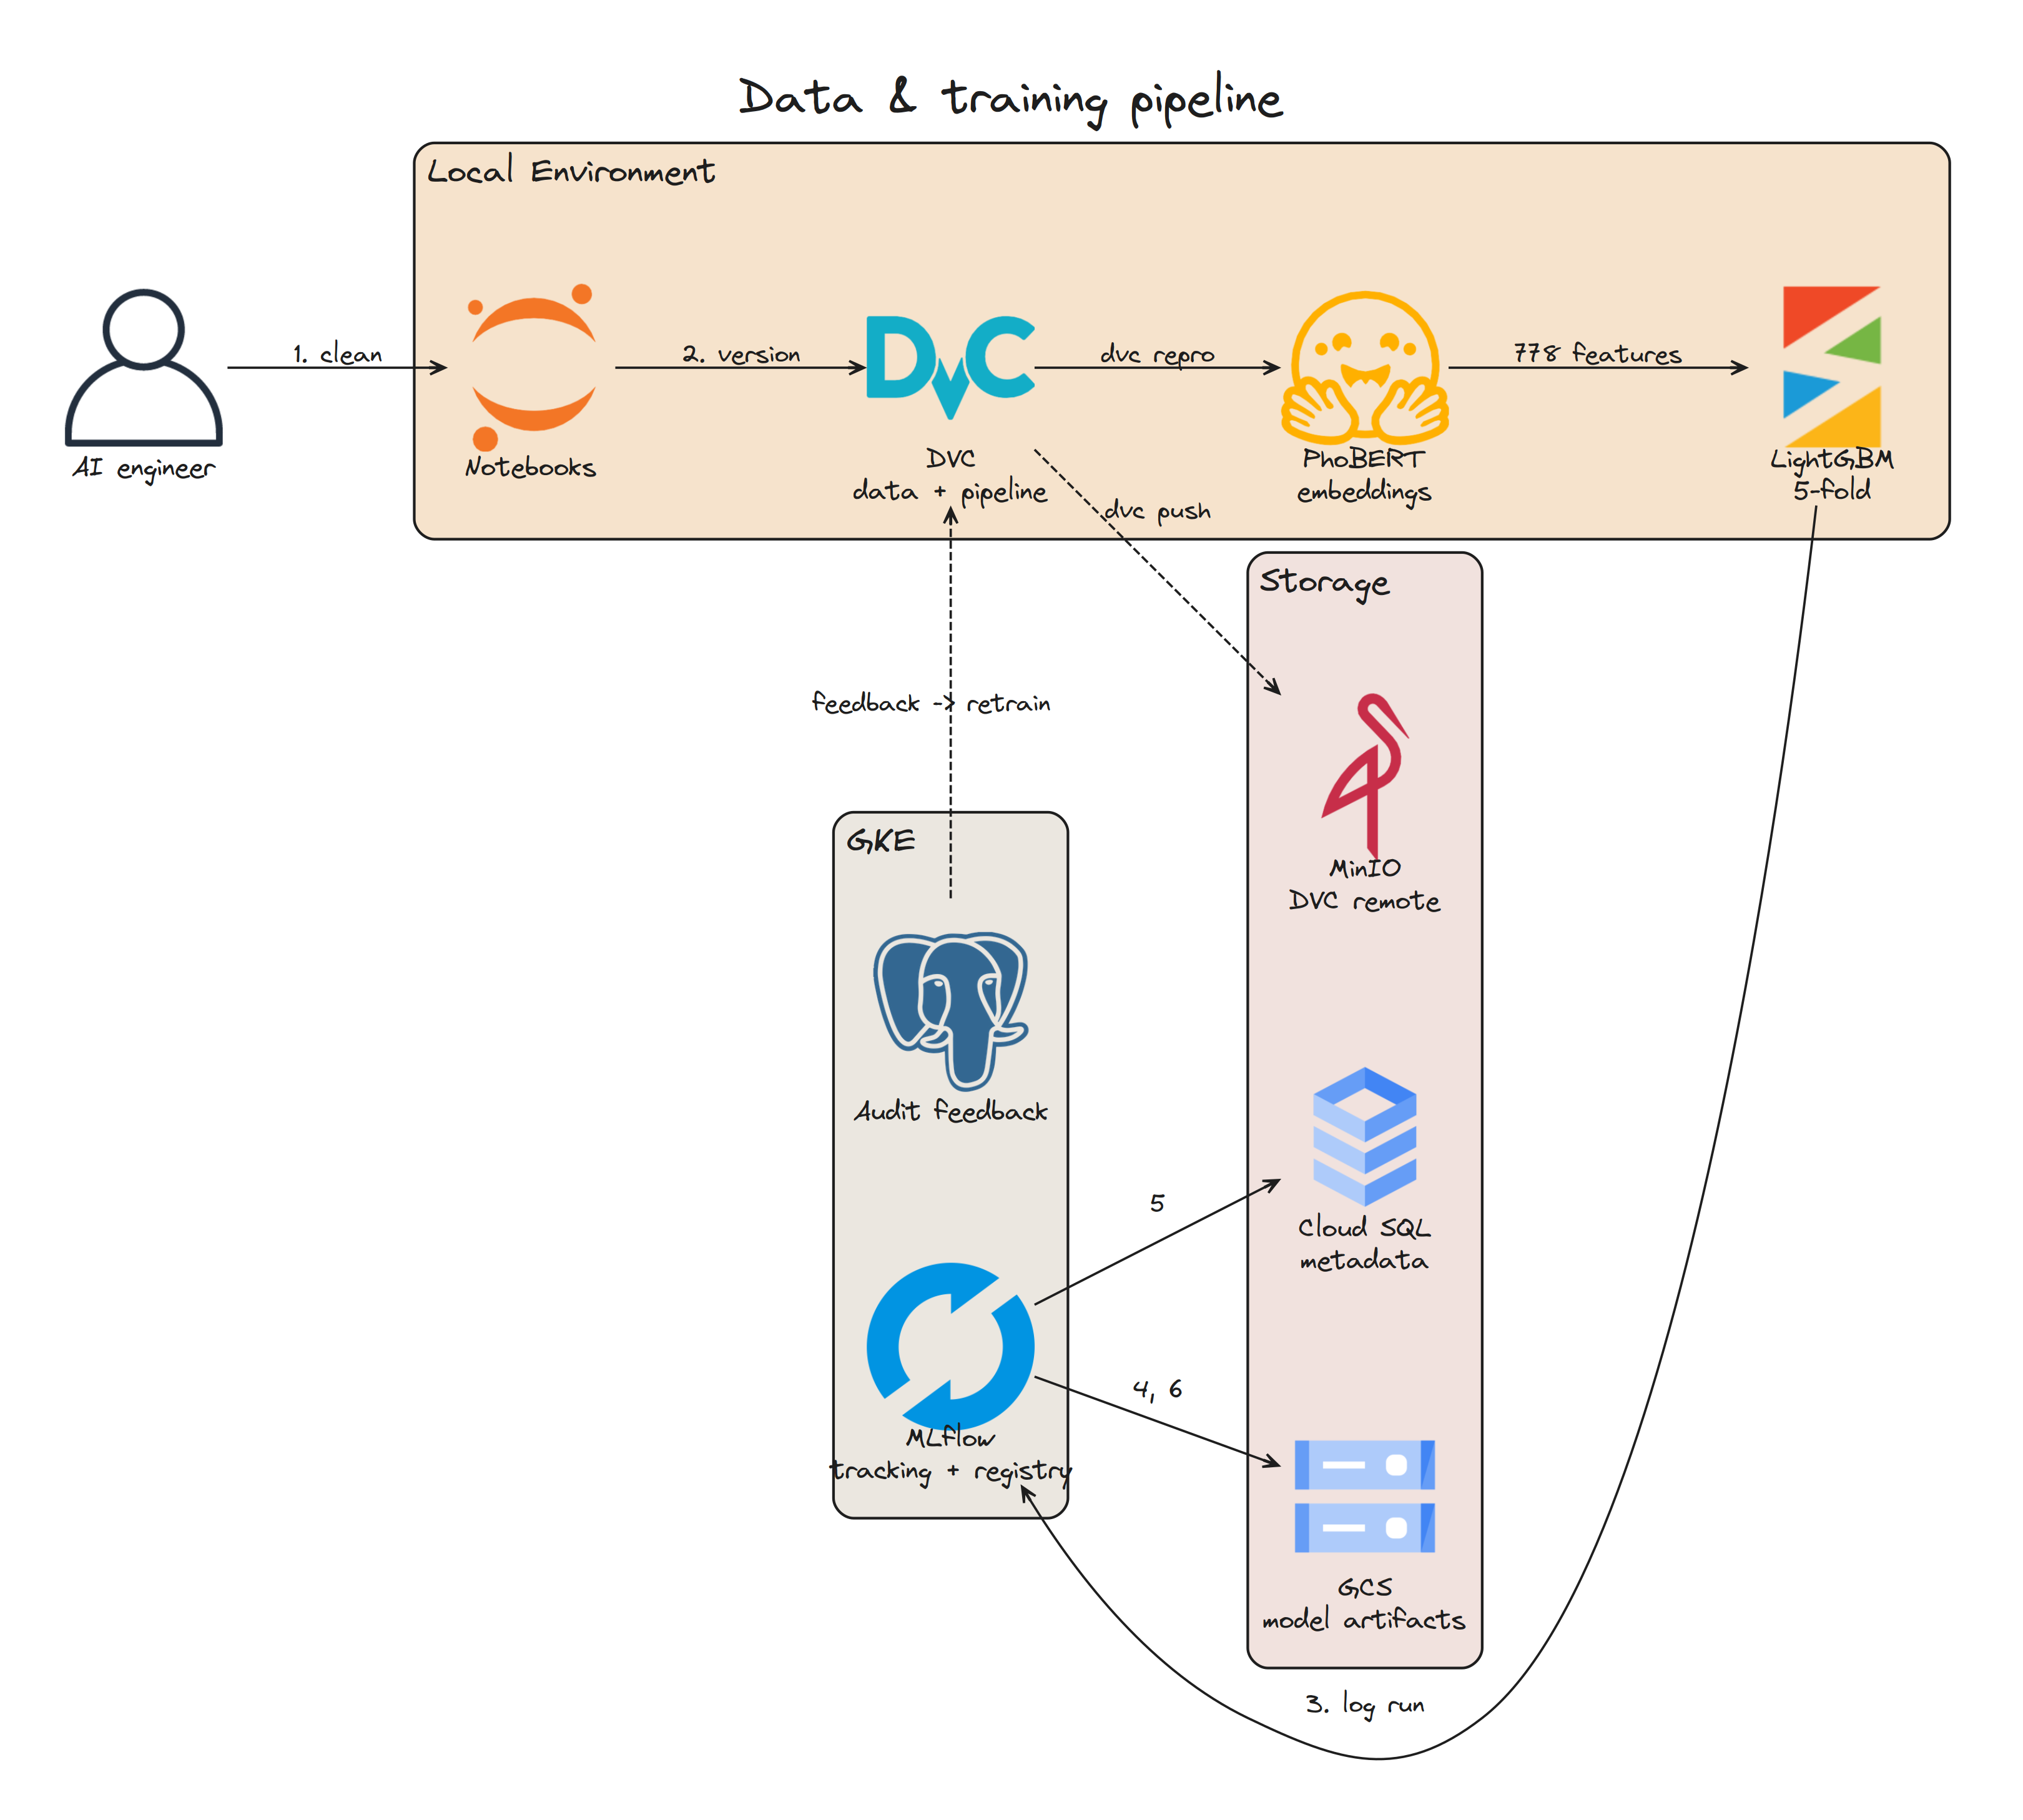 Data & training pipeline
Local Environment
1. clean
2. version
dvc repro
778 features
AI engineer
Notebooks
DVC
data + pipeline
PhoBERT
embeddings
LightGBM
5-fold
dvc push
Storage
feedback -> retrain
GKE
MinIO
DVC remote
Audit feedback
5
Cloud SQL
metadata
4, 6
MLflow
tracking + registry
GCS
model artifacts
3. log run